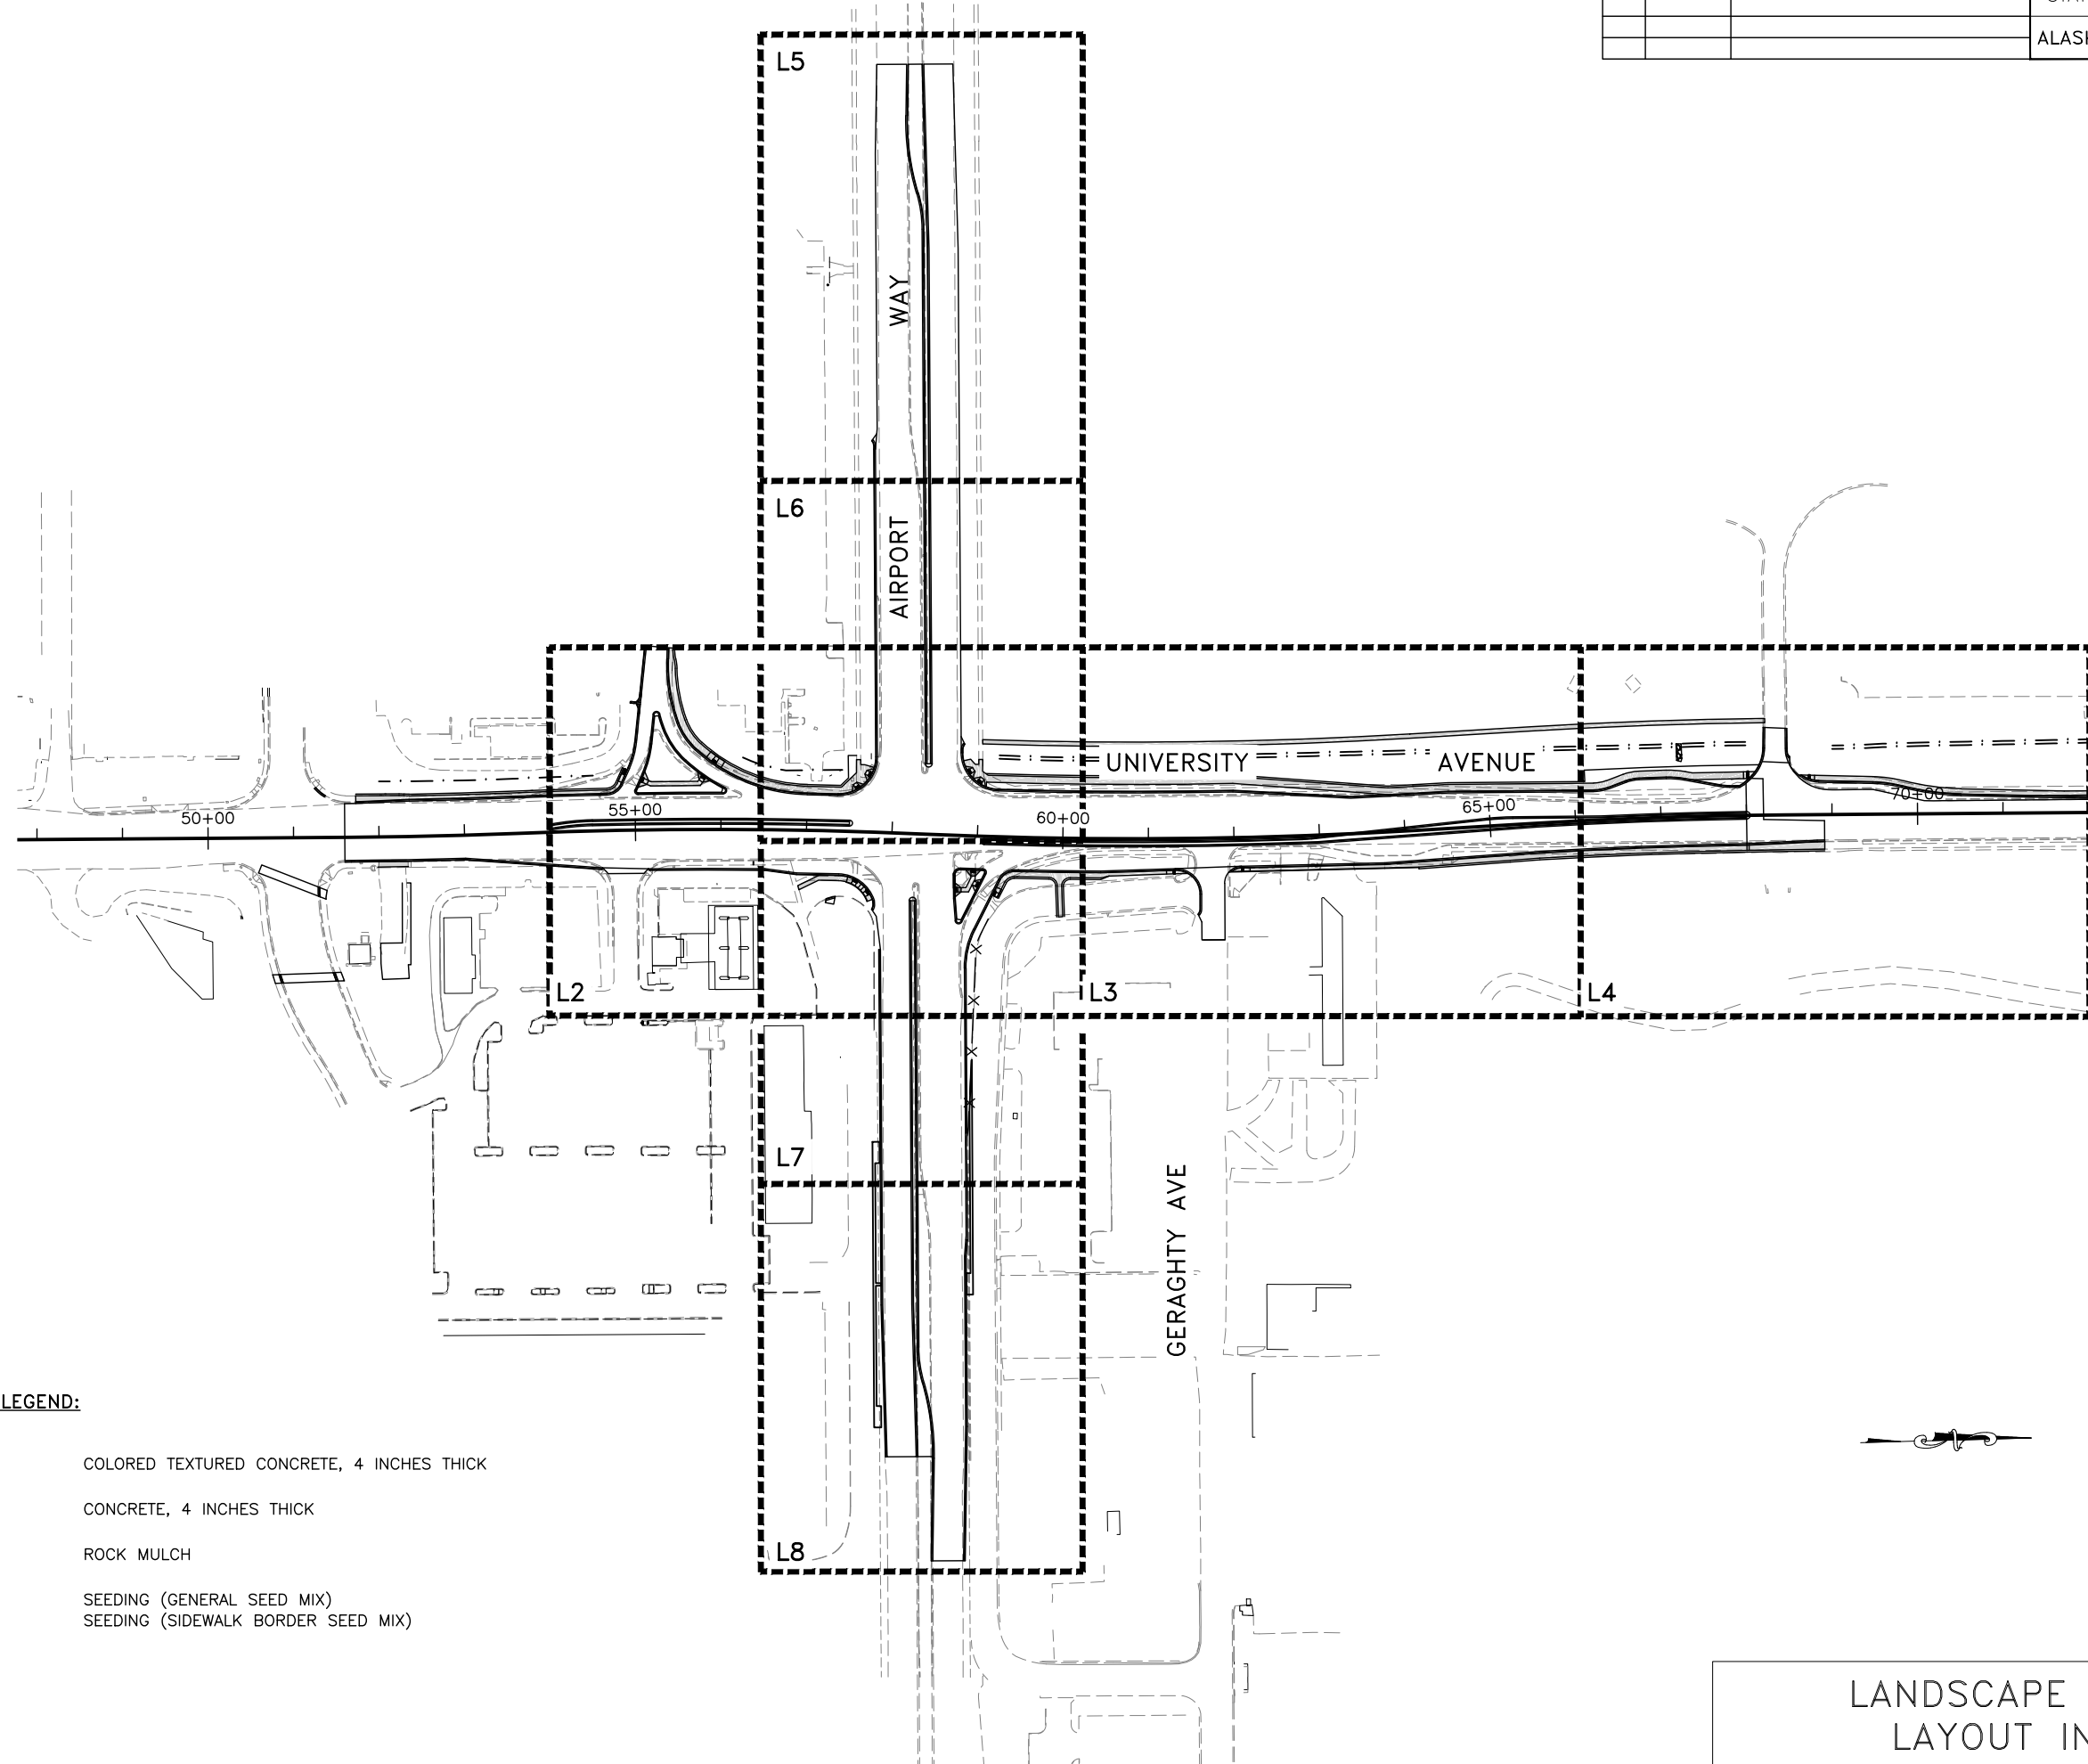 ALASK
L5
WAY
L6
AIRPORT
UNIVERSITY AVENUE
50+00
55+00
60+00
65+00
70+00
L2
L3
L4
L7
GERAGHTY AVE
L8
LEGEND:
COLORED TEXTURED CONCRETE, 4 INCHES THICK
CONCRETE, 4 INCHES THICK
ROCK MULCH
SEEDING (GENERAL SEED MIX)
SEEDING (SIDEWALK BORDER SEED MIX)
LANDSCAPE
LAYOUT IN